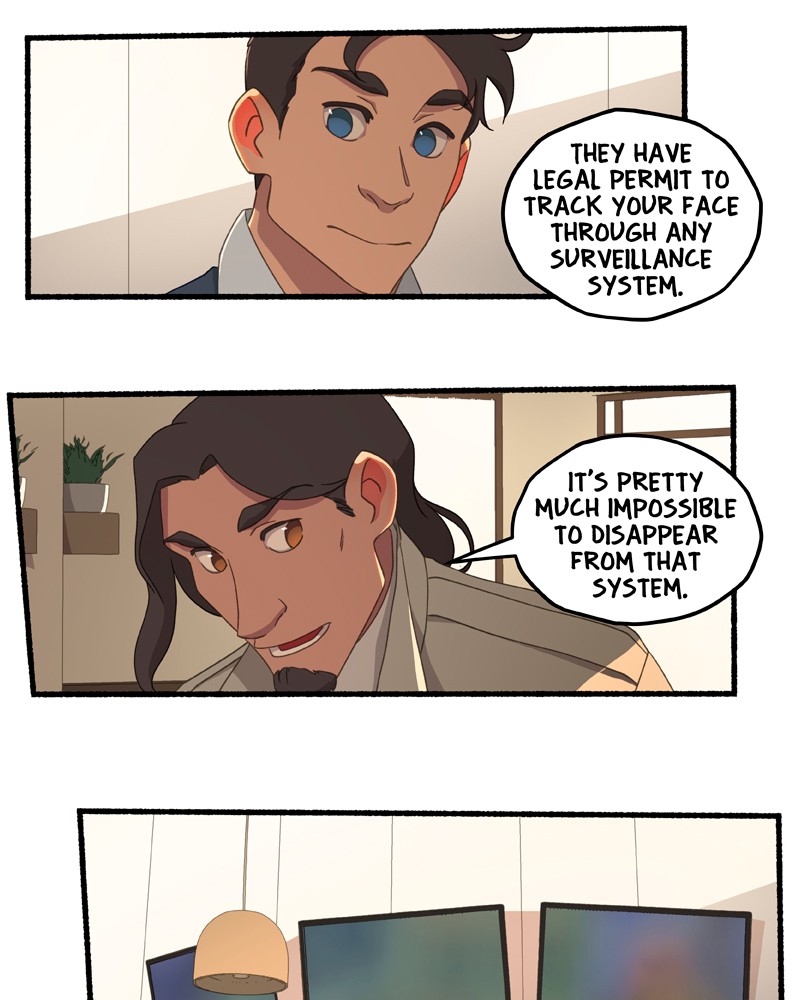 THEY HAVE
LEGAL PERMIT TO
TRACK YOUR FACE
THROUGH ANY
SURVEILLANCE
SYSTEM.
IT'S PRETTY
MUCH IMPOSSIBLE
TO DISAPPEAR
FROM THAT
SYSTEM.